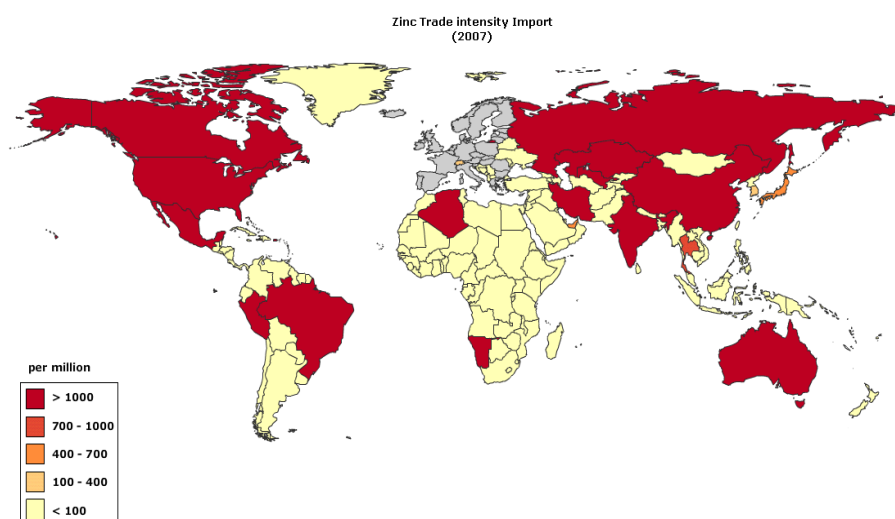 Zinc Trade intensity Import
(2007)
per million
> 1000
700 - 1000
400 - 700
100 - 400
< 100